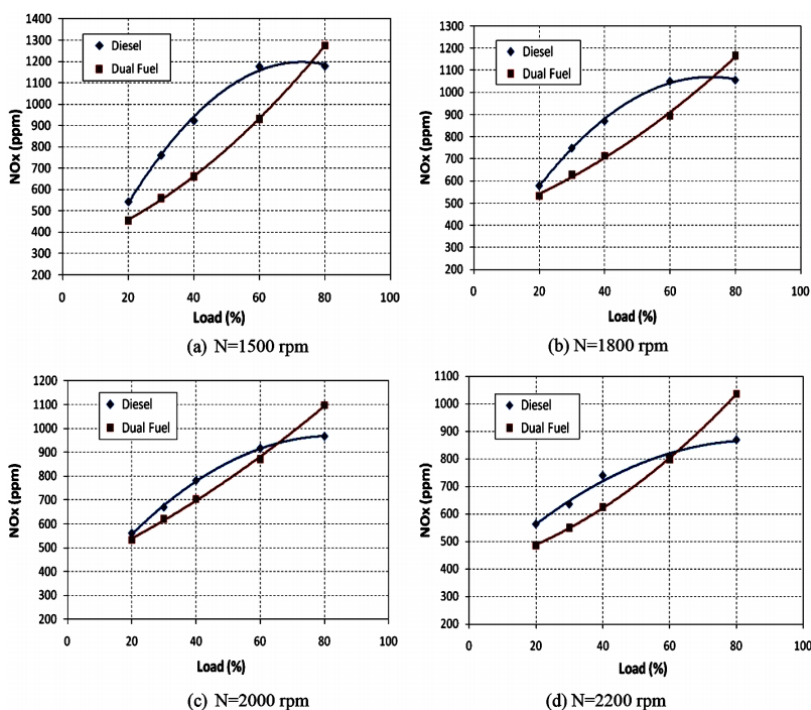 1400
1300
1200
1100
1000
900
800
700
600
500
400
300
200
NOx (ppm)
Diesel
Dual Fuel
0 20 40 60 80 100
Load (%)
(a) N=1500 rpm
1300
1200
1100
1000
900
800
700
600
500
400
300
200
NOx (ppm)
Diesel
Dual Fuel
0 20 40 60 80 100
Load (%)
(b) N=1800 rpm
1200
1100
1000
900
800
700
600
500
400
300
200
NOx (ppm)
Diesel
Dual Fuel
0 20 40 60 80 100
Load (%)
(c) N=2000 rpm
1100
1000
900
800
700
600
500
400
300
200
NOx (ppm)
Diesel
Dual Fuel
0 20 40 60 80 100
Load (%)
(d) N=2200 rpm